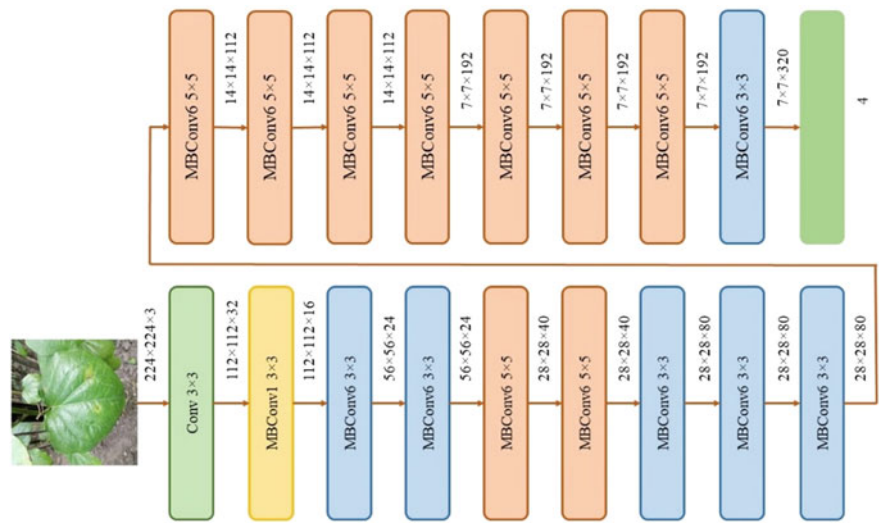 224×224×3
Conv 3×3
112×112×32
MBConv1 3×3
112×112×16
MBConv6 3×3
56×56×24
MBConv6 3×3
56×56×24
MBConv6 5×5
28×28×40
MBConv6 5×5
28×28×40
MBConv6 3×3
28×28×80
MBConv6 3×3
28×28×80
MBConv6 3×3
28×28×80
MBConv6 5×5
14×14×112
MBConv6 5×5
14×14×112
MBConv6 5×5
14×14×112
MBConv6 5×5
7×7×192
MBConv6 5×5
7×7×192
MBConv6 5×5
7×7×192
MBConv6 5×5
7×7×192
MBConv6 3×3
7×7×320
4